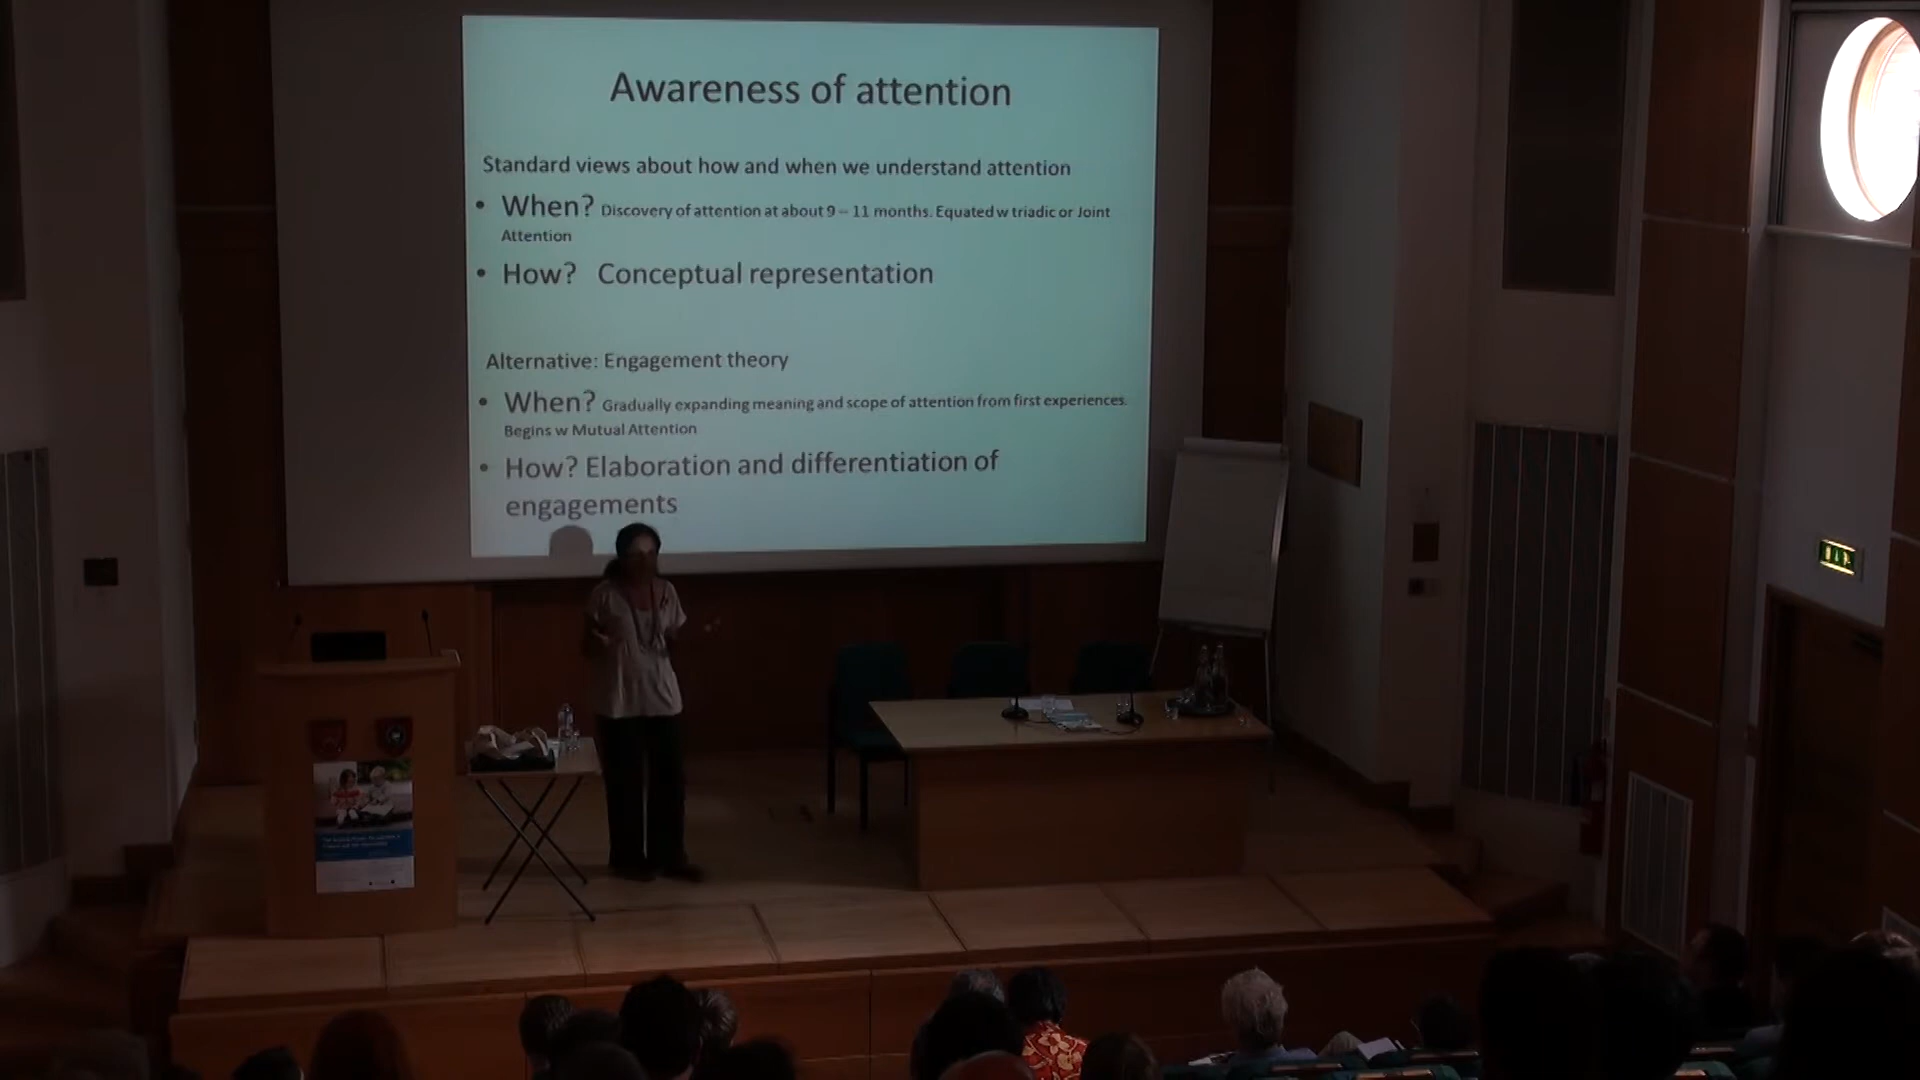 Awareness of attention
Standard views about how and when we understand attention
• When? Discovery of attention at about 9 – 11 months. Equated w triadic or Joint
Attention
• How? Conceptual representation
Alternative: Engagement theory
• When? Gradually expanding meaning and scope of attention from first experiences.
Begins w Mutual Attention
• How? Elaboration and differentiation of
engagements